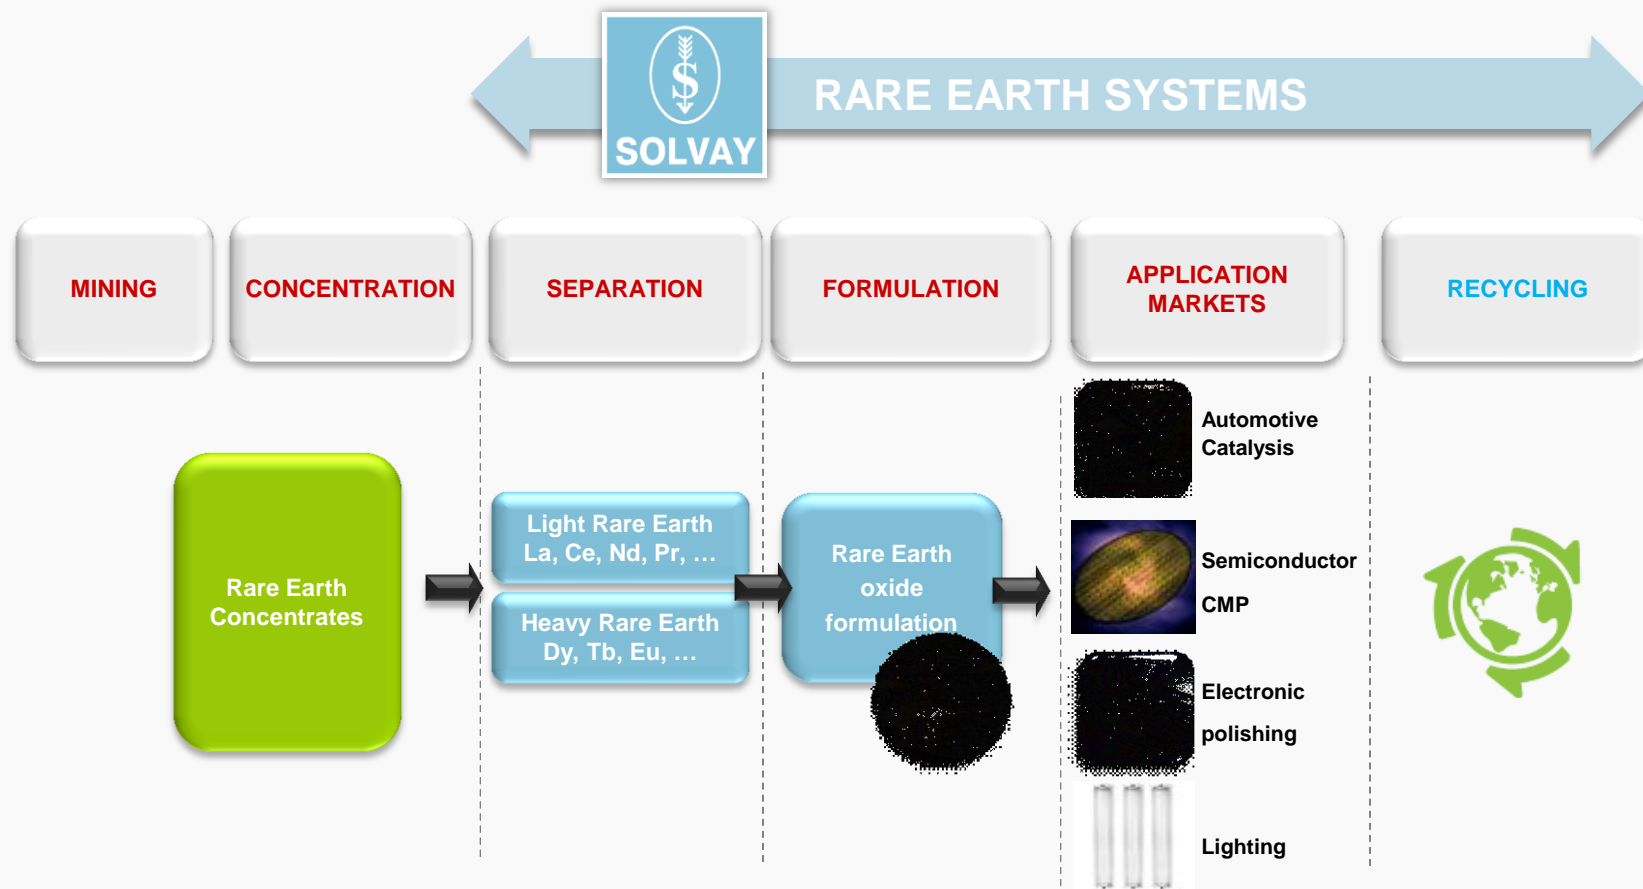 SOLVAY
RARE EARTH SYSTEMS
MINING
CONCENTRATION
SEPARATION
FORMULATION
APPLICATION
MARKETS
RECYCLING
Rare Earth
Concentrates
Light Rare Earth
La, Ce, Nd, Pr, …
Heavy Rare Earth
Dy, Tb, Eu, …
Rare Earth
oxide
formulation
Automotive
Catalysis
Semiconductor
CMP
Electronic
polishing
Lighting